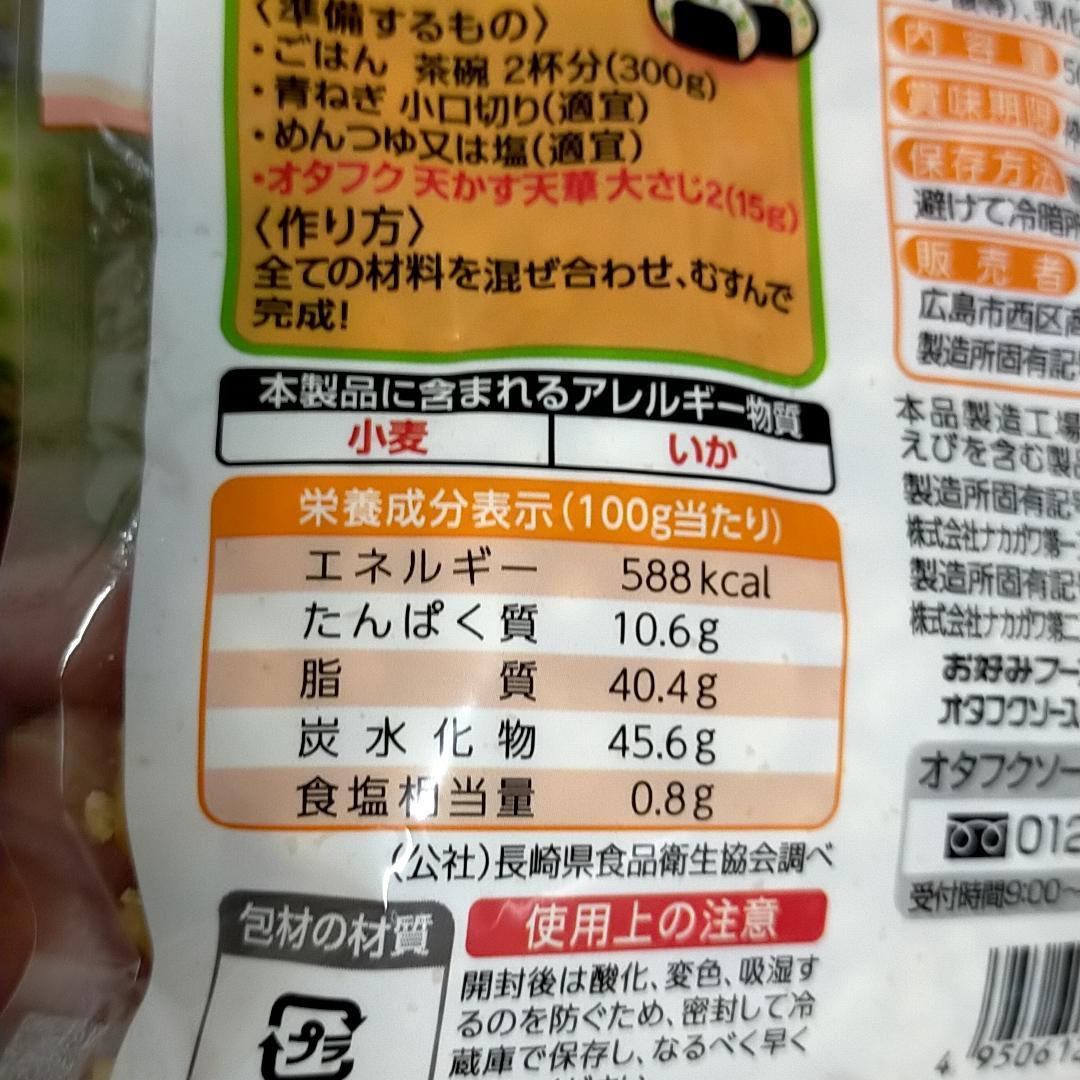 〈準備するもの〉
・ごはん 茶碗 2杯分(300g)
・青ねぎ 小口切り(適宜)
・めんつゆ又は塩(適宜)
・オタフク 天かす天華 大さじ2(15g)
〈作り方〉
全ての材料を混ぜ合わせ、むすんで
完成!
本製品に含まれるアレルギー物質
小麦 いか
栄養成分表示(100g当たり)
エネルギー 588kcal
たんぱく質 10.6g
脂質 40.4g
炭水化物 45.6g
食塩相当量 0.8g
(公社)長崎県食品衛生協会調べ
包材の材質
プラ
使用上の注意
開封後は酸化、変色、吸湿す
るのを防ぐため、密封して冷
蔵庫で保存し、なるべく早く
乳化
内容量
賞味期限
保存方法
避けて冷暗所
販売者
広島市西区商
製造所固有記号
本品製造工場
えびを含む製品
製造所固有記号
株式会社ナカガワ第一
製造所固有記号
株式会社ナカガワ第二
お好みフー
オタフクソース
オタフクソー
012
受付時間9:00〜
4 950612